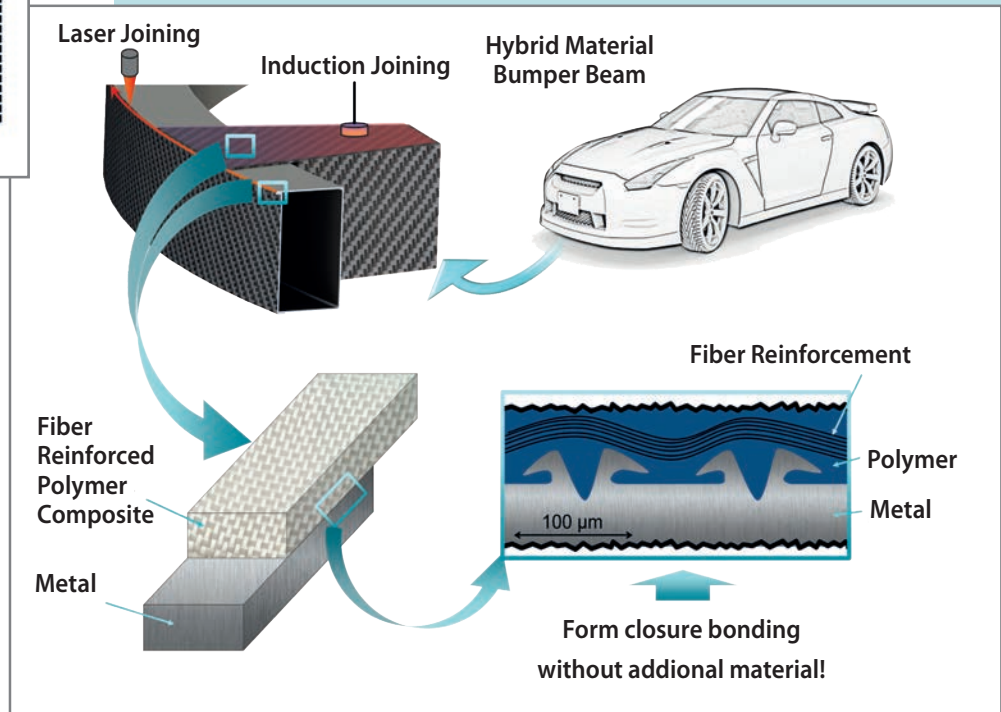 Laser Joining
Induction Joining
Hybrid Material
Bumper Beam
Fiber Reinforcement
Fiber
Reinforced
Polymer
Composite
Polymer
Metal
100 µm
Metal
Form closure bonding
without addional material!